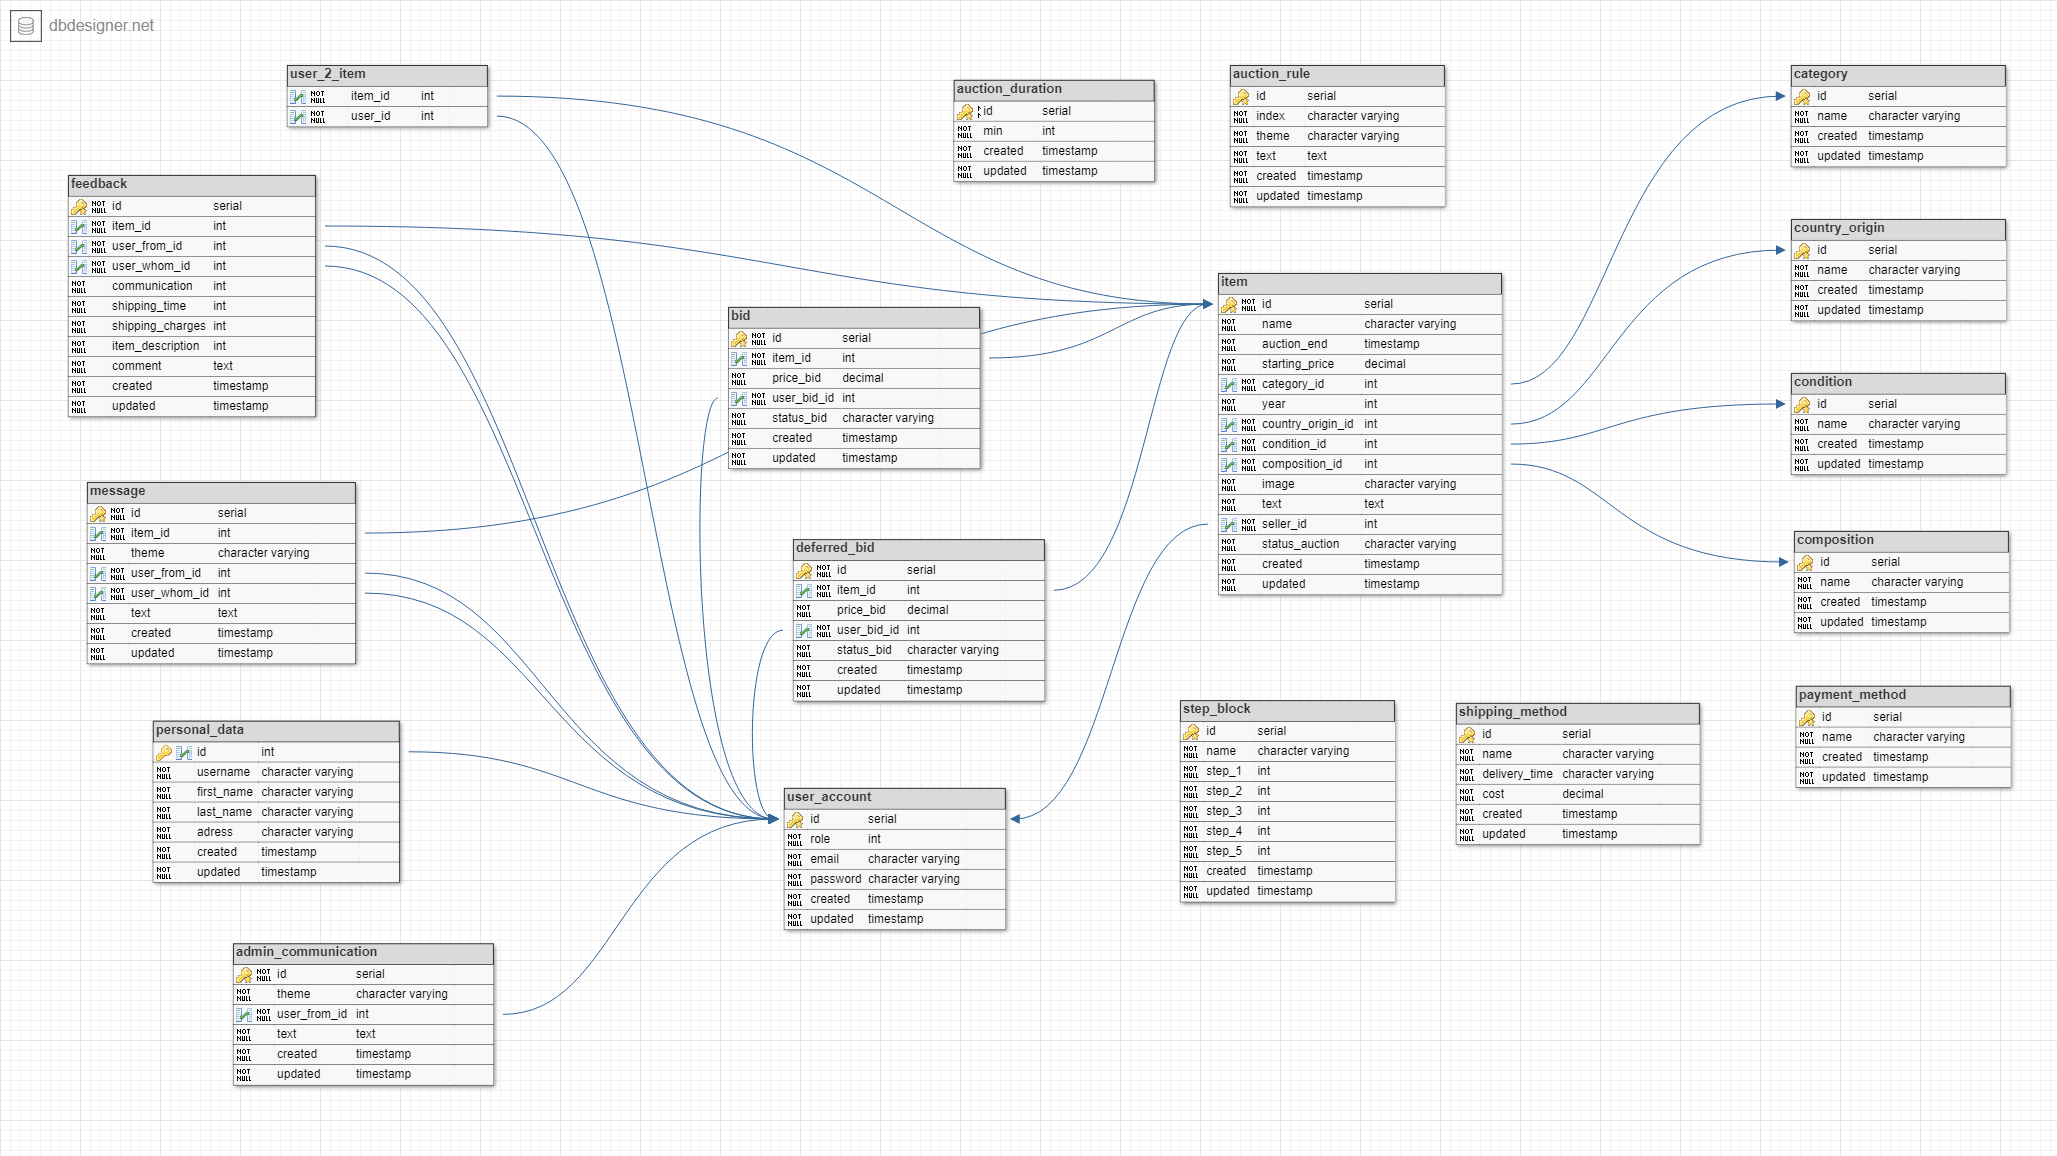 dbdesigner.net
user_2_item
NOT NULL item_id int
NOT NULL user_id int
auction_duration
id serial
NOT NULL min int
NOT NULL created timestamp
NOT NULL updated timestamp
auction_rule
id serial
NOT NULL index character varying
NOT NULL theme character varying
NOT NULL text text
NOT NULL created timestamp
NOT NULL updated timestamp
category
id serial
NOT NULL name character varying
NOT NULL created timestamp
NOT NULL updated timestamp
feedback
NOT NULL id serial
NOT NULL item_id int
NOT NULL user_from_id int
NOT NULL user_whom_id int
NOT NULL communication int
NOT NULL shipping_time int
NOT NULL shipping_charges int
NOT NULL item_description int
NOT NULL comment text
NOT NULL created timestamp
NOT NULL updated timestamp
country_origin
id serial
NOT NULL name character varying
NOT NULL created timestamp
NOT NULL updated timestamp
item
NOT NULL id serial
NOT NULL name character varying
NOT NULL auction_end timestamp
NOT NULL starting_price decimal
NOT NULL category_id int
NOT NULL year int
NOT NULL country_origin_id int
NOT NULL condition_id int
NOT NULL composition_id int
NOT NULL image character varying
NOT NULL text text
NOT NULL seller_id int
NOT NULL status_auction character varying
NOT NULL created timestamp
NOT NULL updated timestamp
bid
NOT NULL id serial
NOT NULL item_id int
NOT NULL price_bid decimal
NOT NULL user_bid_id int
NOT NULL status_bid character varying
NOT NULL created timestamp
NOT NULL updated timestamp
condition
id serial
NOT NULL name character varying
NOT NULL created timestamp
NOT NULL updated timestamp
message
NOT NULL id serial
NOT NULL item_id int
NOT NULL theme character varying
NOT NULL user_from_id int
NOT NULL user_whom_id int
NOT NULL text text
NOT NULL created timestamp
NOT NULL updated timestamp
deferred_bid
NOT NULL id serial
NOT NULL item_id int
NOT NULL price_bid decimal
NOT NULL user_bid_id int
NOT NULL status_bid character varying
NOT NULL created timestamp
NOT NULL updated timestamp
composition
id serial
NOT NULL name character varying
NOT NULL created timestamp
NOT NULL updated timestamp
payment_method
id serial
NOT NULL name character varying
NOT NULL created timestamp
NOT NULL updated timestamp
step_block
id serial
NOT NULL name character varying
NOT NULL step_1 int
NOT NULL step_2 int
NOT NULL step_3 int
NOT NULL step_4 int
NOT NULL step_5 int
NOT NULL created timestamp
NOT NULL updated timestamp
shipping_method
id serial
NOT NULL name character varying
NOT NULL delivery_time character varying
NOT NULL cost decimal
NOT NULL created timestamp
NOT NULL updated timestamp
personal_data
id int
NOT NULL username character varying
NOT NULL first_name character varying
NOT NULL last_name character varying
NOT NULL adress character varying
NOT NULL created timestamp
NOT NULL updated timestamp
user_account
id serial
NOT NULL role int
NOT NULL email character varying
NOT NULL password character varying
NOT NULL created timestamp
NOT NULL updated timestamp
admin_communication
NOT NULL id serial
NOT NULL theme character varying
NOT NULL user_from_id int
NOT NULL text text
NOT NULL created timestamp
NOT NULL updated timestamp